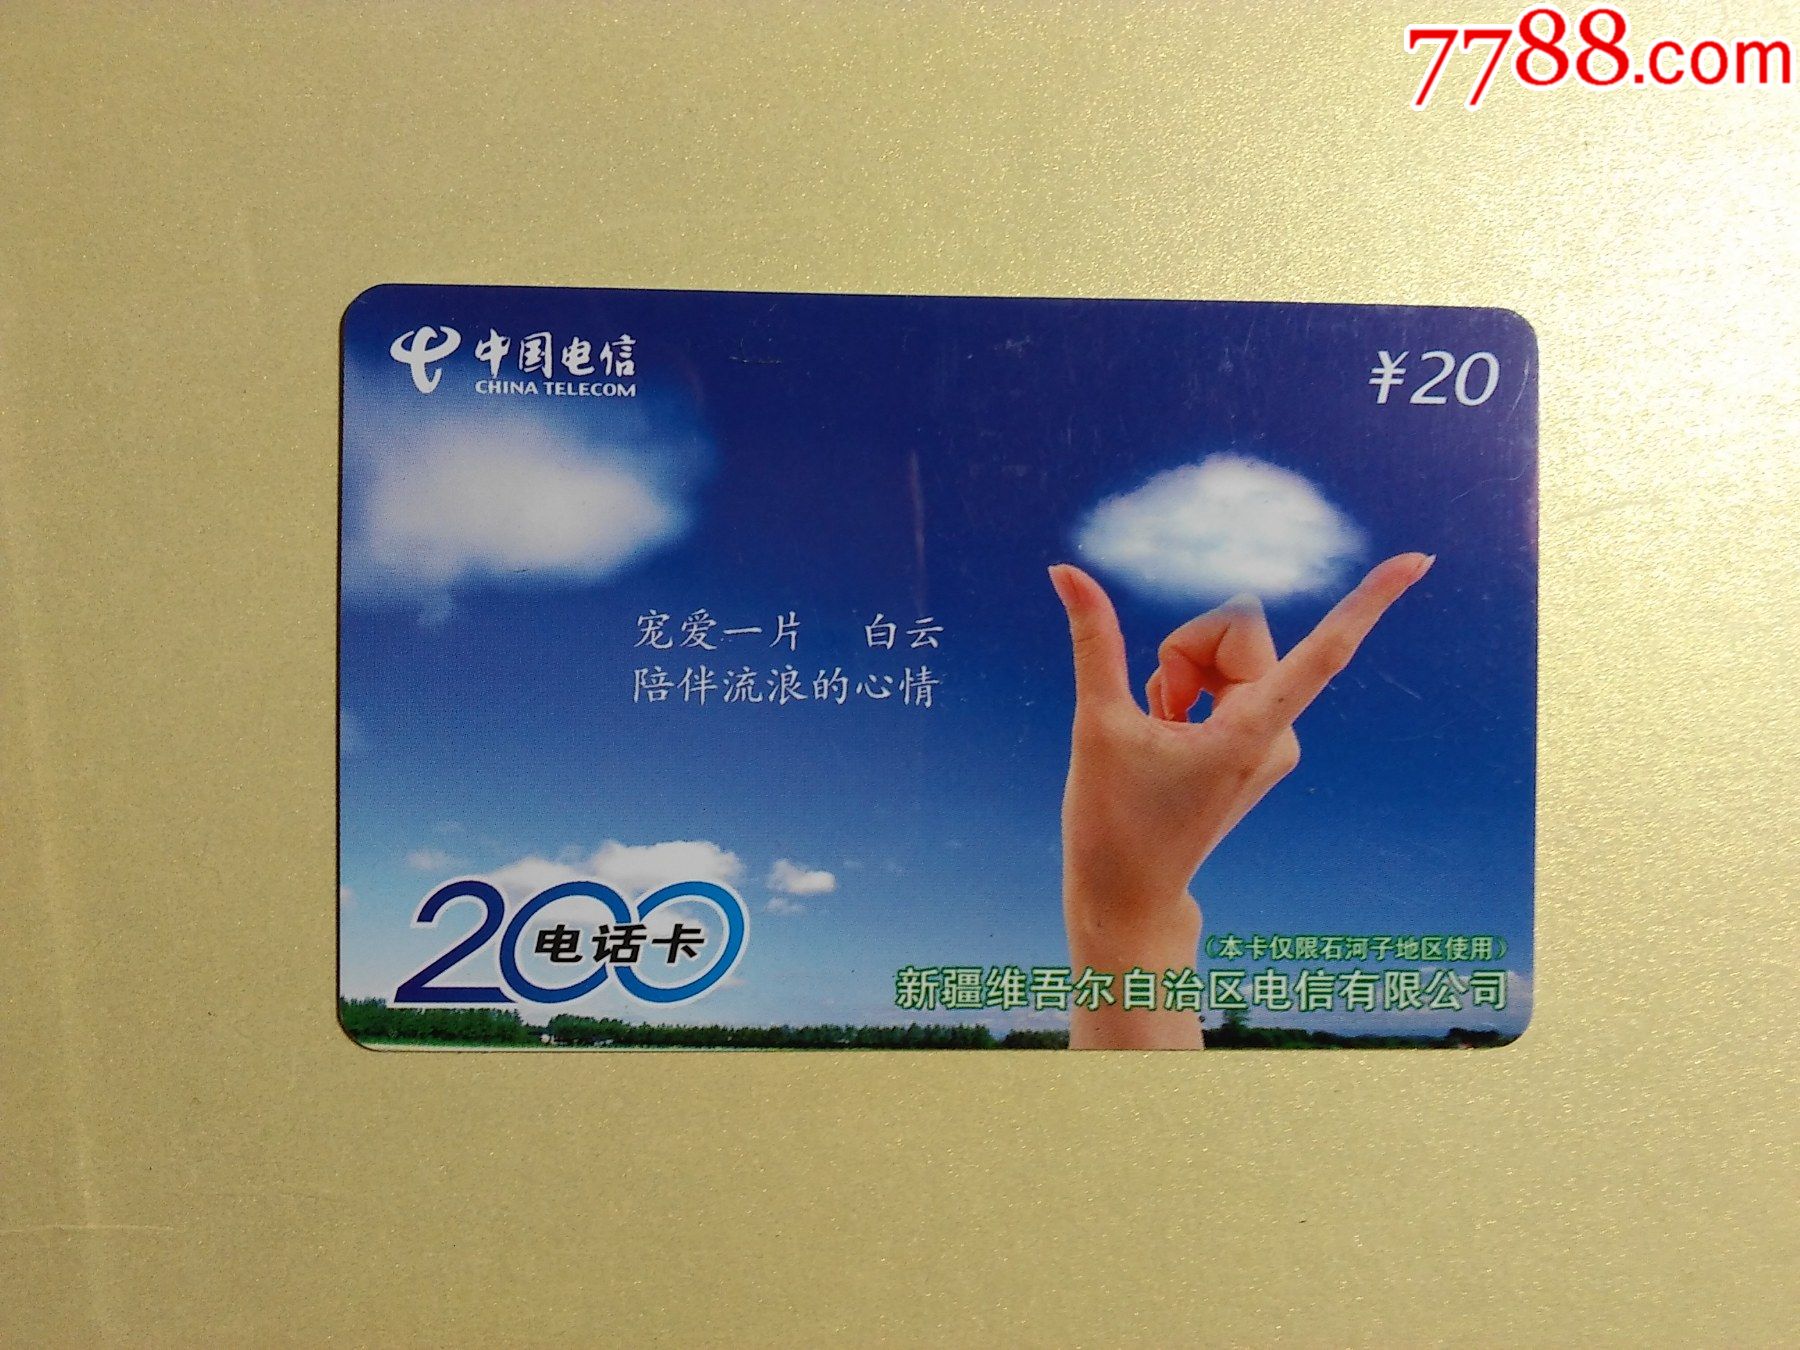 7788.com
中国电信
CHINA TELECOM
¥20
宠爱一片 白云
陪伴流浪的心情
200
电话卡
（本卡仅限石河子地区使用）
新疆维吾尔自治区电信有限公司